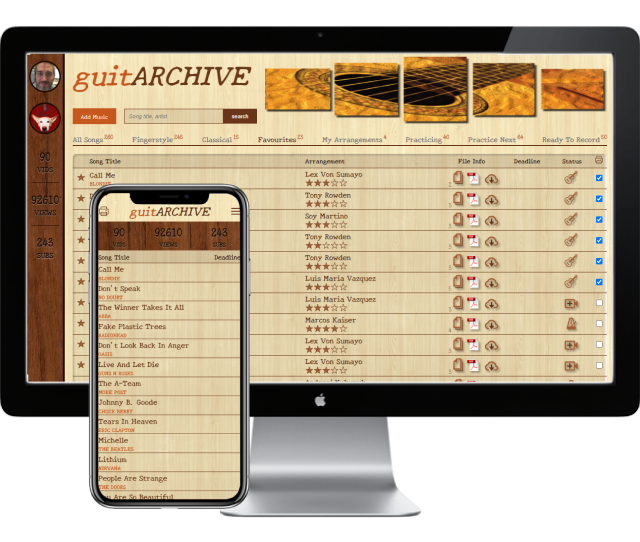 guitARCHIVE
Add Music
Song title, artist
search
All Songs 260
Fingerstyle 246
Classical 15
Favourites 23
My Arrangements 4
Practicing 40
Practice Next 64
Ready To Record 50
90
VIDS
92610
VIEWS
243
SUBS
Song Title
Arrangement
File Info
Deadline
Status
Call Me
BLONDIE
Lex Von Sumayo
Tony Rowden
Soy Martino
Tony Rowden
Tony Rowden
Luis Maria Vazquez
Luis Maria Vazquez
Marcos Kaiser
Lex Von Sumayo
Lex Von Sumayo
guitARCHIVE
90
VIDS
92610
VIEWS
243
SUBS
Song Title
Deadline
Call Me
BLONDIE
Don't Speak
NO DOUBT
The Winner Takes It All
ABBA
Fake Plastic Trees
RADIOHEAD
Don't Look Back In Anger
OASIS
Live And Let Die
GUNS N ROSES
The A-Team
MIKE POST
Johnny B. Goode
CHUCK BERRY
Tears In Heaven
ERIC CLAPTON
Michelle
THE BEATLES
Lithium
NIRVANA
People Are Strange
THE DOORS
You Are So Beautiful